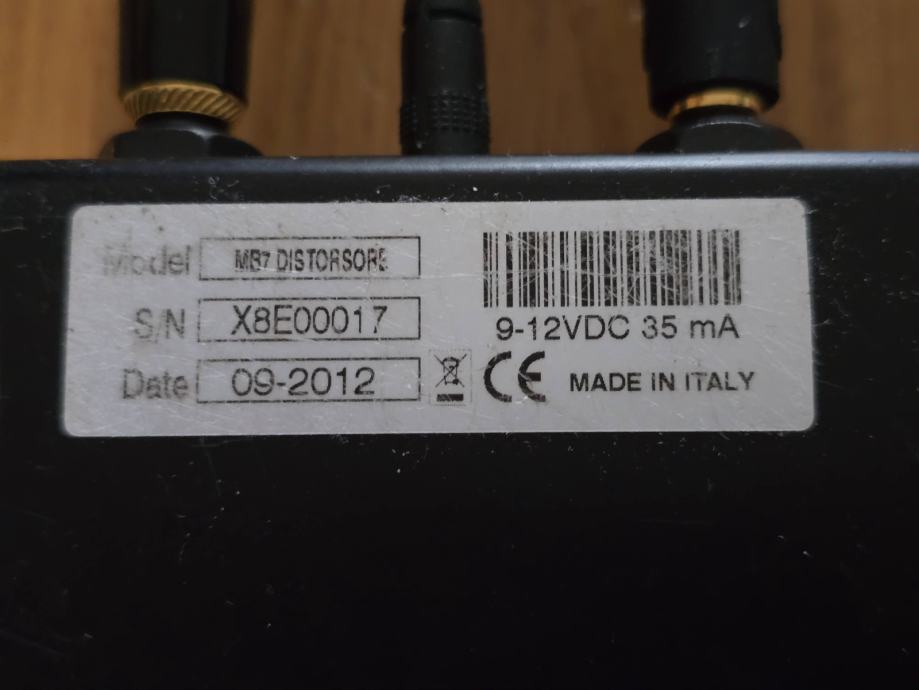 Model MB7 DISTORSORE
S/N X8E00017
Date 09-2012
9-12VDC 35 mA
CE MADE IN ITALY